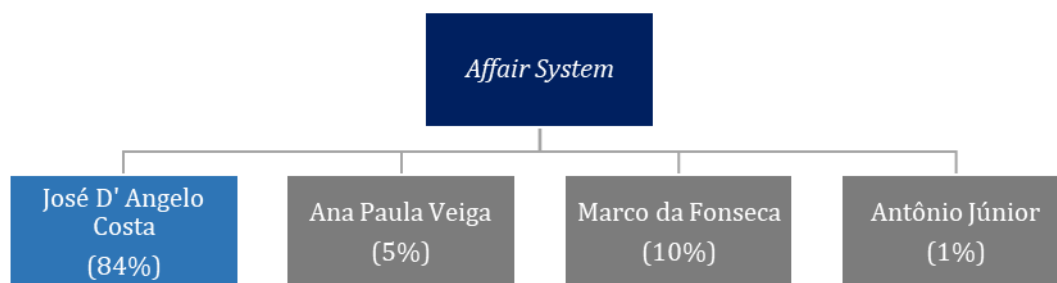 Affair System
José D' Angelo
Costa
(84%)
Ana Paula Veiga
(5%)
Marco da Fonseca
(10%)
Antônio Júnior
(1%)